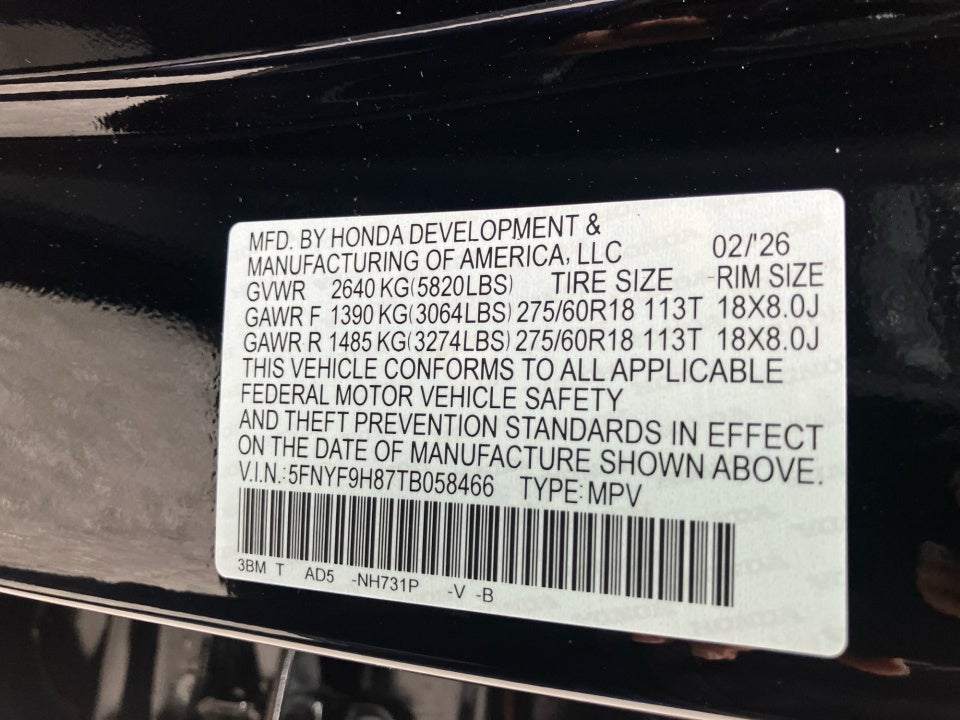 MFD. BY HONDA DEVELOPMENT &
MANUFACTURING OF AMERICA, LLC 02/'26
GVWR 2640 KG(5820LBS) TIRE SIZE -RIM SIZE
GAWR F 1390 KG(3064LBS) 275/60R18 113T 18X8.0J
GAWR R 1485 KG(3274LBS) 275/60R18 113T 18X8.0J
THIS VEHICLE CONFORMS TO ALL APPLICABLE
FEDERAL MOTOR VEHICLE SAFETY
AND THEFT PREVENTION STANDARDS IN EFFECT
ON THE DATE OF MANUFACTURE SHOWN ABOVE.
V.I.N.: 5FNYF9H87TB058466 TYPE: MPV
3BM T AD5 -NH731P -V -B